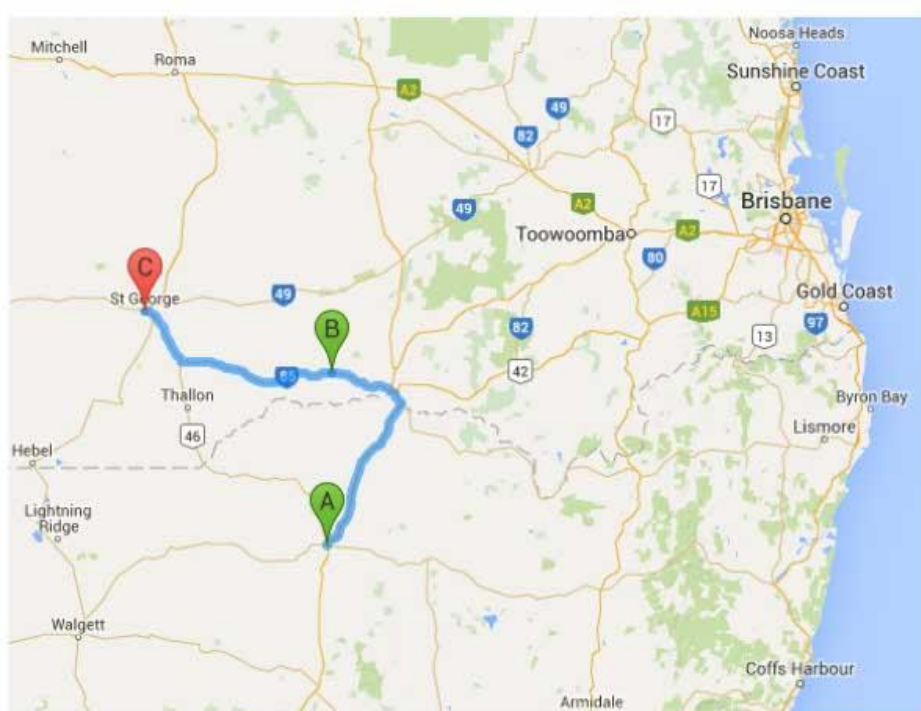 Noosa Heads
Mitchell
Roma
Sunshine Coast
A2
49
82
17
17
Brisbane
49
A2
Toowoomba
A2
80
C
St George
49
Gold Coast
B
82
A15
97
13
85
42
Thallon
Byron Bay
46
Lismore
Hebel
A
Lightning
Ridge
Walgett
Coffs Harbour
Armidale